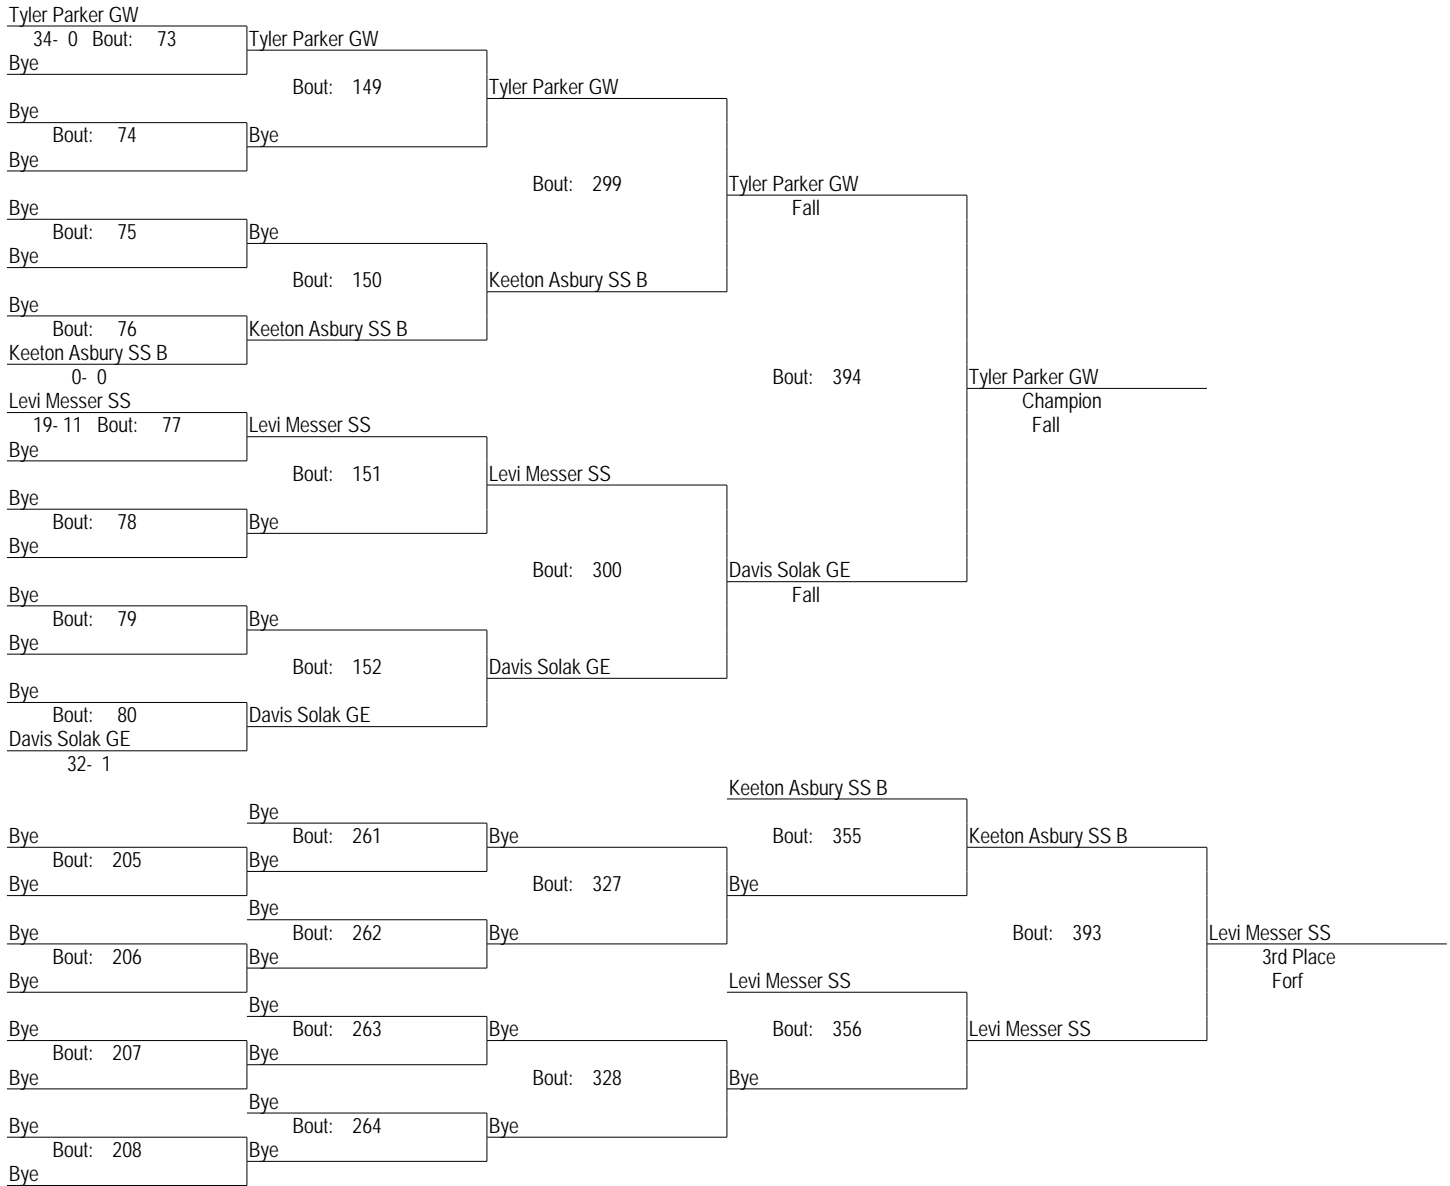 Tyler Parker GW
34- 0 Bout: 73 Tyler Parker GW
Bye
Bout: 149 Tyler Parker GW
Bye
Bout: 74 Bye
Bye
Bout: 299 Tyler Parker GW
Bye Fall
Bout: 75 Bye
Bye
Bout: 150 Keeton Asbury SS B
Bye
Bout: 76 Keeton Asbury SS B
Keeton Asbury SS B
0- 0 Bout: 394 Tyler Parker GW
Levi Messer SS Champion
19- 11 Bout: 77 Levi Messer SS Fall
Bye
Bout: 151 Levi Messer SS
Bye
Bout: 78 Bye
Bye
Bout: 300 Davis Solak GE
Bye Fall
Bout: 79 Bye
Bye
Bout: 152 Davis Solak GE
Bye
Bout: 80 Davis Solak GE
Davis Solak GE
32- 1
Keeton Asbury SS B
Bye
Bye Bout: 261 Bye Bout: 355 Keeton Asbury SS B
Bout: 205 Bye
Bye Bout: 327 Bye
Bye
Bye Bout: 262 Bye Bout: 393 Levi Messer SS
Bout: 206 Bye 3rd Place
Bye Levi Messer SS Forf
Bye
Bye Bout: 263 Bye Bout: 356 Levi Messer SS
Bout: 207 Bye
Bye Bout: 328 Bye
Bye
Bye Bout: 264 Bye
Bout: 208 Bye
Bye